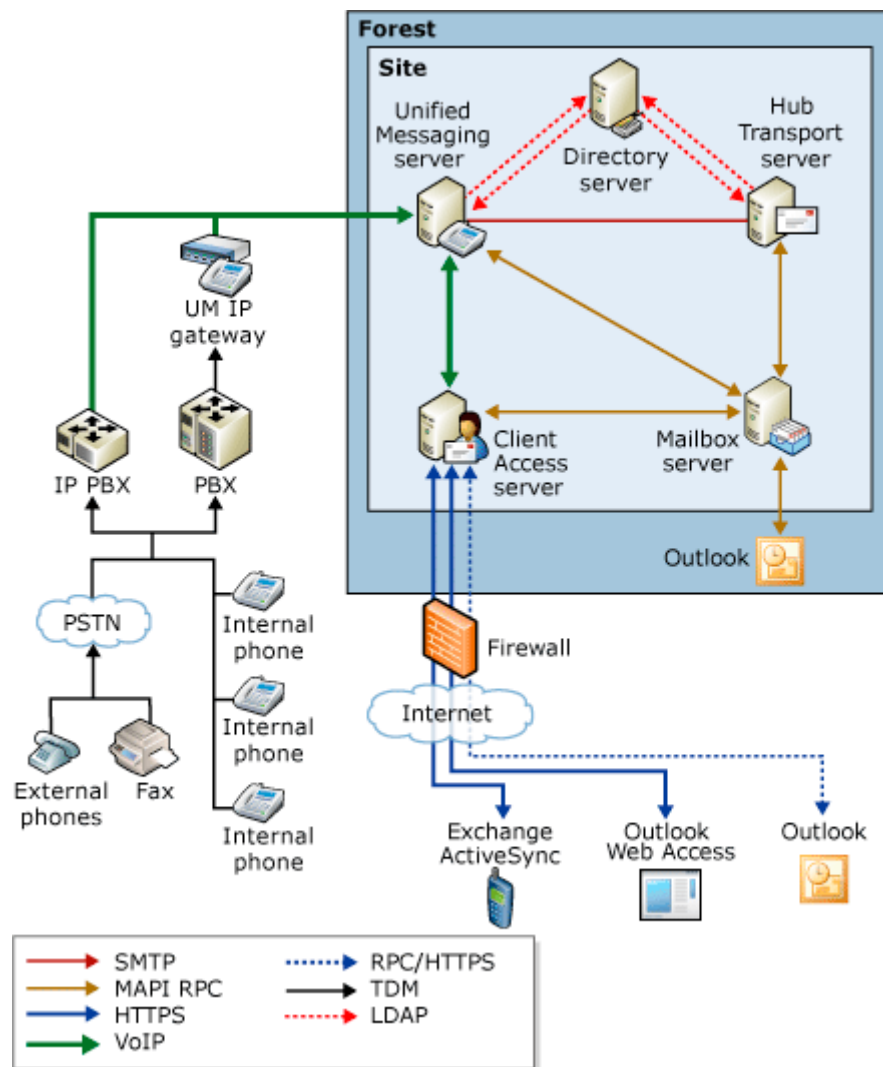 Forest
Site
Unified
Messaging
server
Directory
server
Hub
Transport
server
UM IP
gateway
IP PBX
PBX
Client
Access
server
Mailbox
server
Outlook
PSTN
Internal
phone
Internal
phone
Internal
phone
External
phones
Fax
Firewall
Internet
Exchange
ActiveSync
Outlook
Web Access
Outlook
SMTP
MAPI RPC
HTTPS
VoIP
RPC/HTTPS
TDM
LDAP